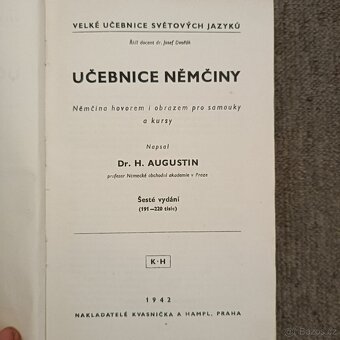 VELKÉ UČEBNICE SVĚTOVÝCH JAZYKŮ
Řídí docent dr. Josef Dvořák
UČEBNICE NĚMČINY
Němčina hovorem i obrazem pro samouky
a kursy
Napsal
Dr. H. AUGUSTIN
profesor Německé obchodní akademie v Praze
Šesté vydání
(191—220 tisíc)
K·H
1942
NAKLADATELÉ KVASNIČKA A HAMPL, PRAHA